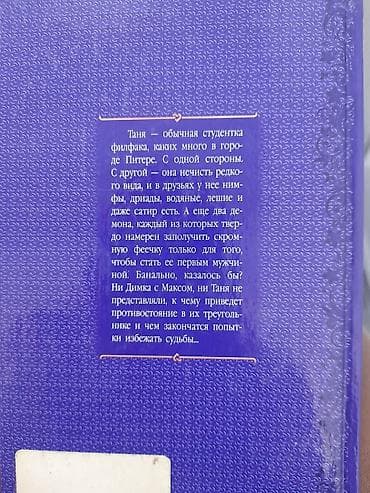 Таня — обычная студентка
филфака, каких много в горо-
де Питере. С одной стороны.
С другой — она нечисть редко-
го вида, и в друзьях у нее ним-
фы, дриады, водяные, лешие и
даже сатир есть. А еще два де-
мона, каждый из которых твер-
до намерен заполучить скром-
ную феечку только для того,
чтобы стать ее первым мужчи-
ной. Банально, казалось бы?
Ни Димка с Максом, ни Таня не
представляли, к чему приведет
противостояние в их треуголь-
нике и чем закончатся попыт-
ки избежать судьбы...